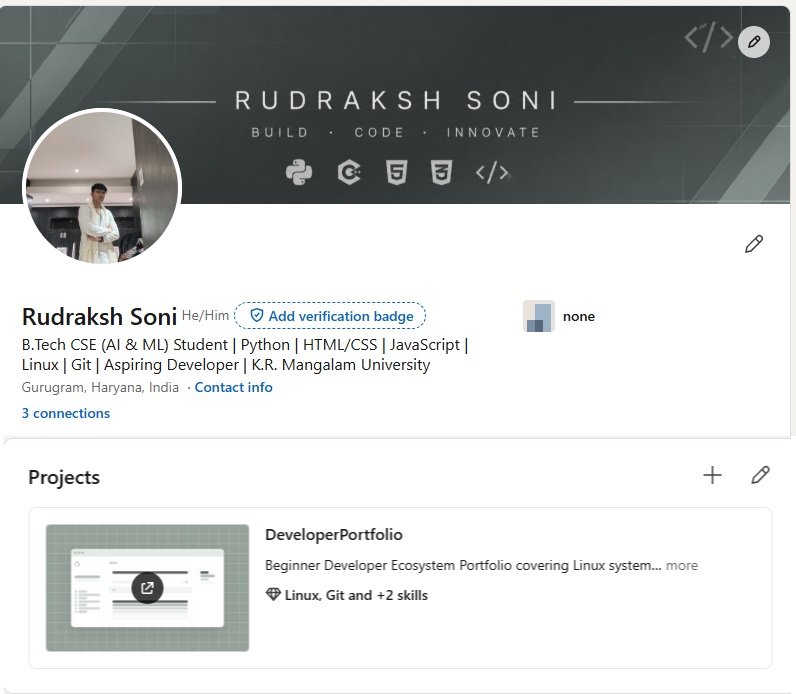 </>
RUDRAKSH SONI
BUILD · CODE · INNOVATE
</>
Rudraksh Soni He/Him Add verification badge
none
B.Tech CSE (AI & ML) Student | Python | HTML/CSS | JavaScript |
Linux | Git | Aspiring Developer | K.R. Mangalam University
Gurugram, Haryana, India · Contact info
3 connections
Projects
DeveloperPortfolio
Beginner Developer Ecosystem Portfolio covering Linux system... more
Linux, Git and +2 skills